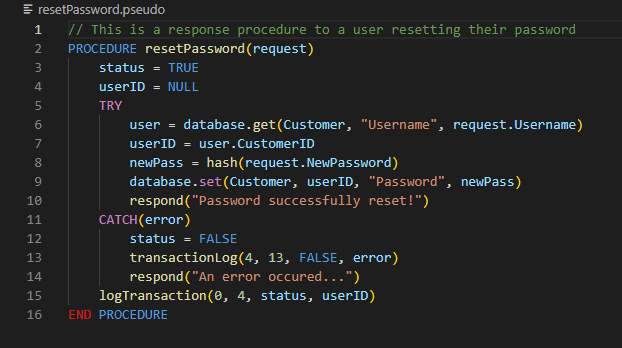 resetPassword.pseudo
1 // This is a response procedure to a user resetting their password
2 PROCEDURE resetPassword(request)
3 status = TRUE
4 userID = NULL
5 TRY
6 user = database.get(Customer, "Username", request.Username)
7 userID = user.CustomerID
8 newPass = hash(request.NewPassword)
9 database.set(Customer, userID, "Password", newPass)
10 respond("Password successfully reset!")
11 CATCH(error)
12 status = FALSE
13 transactionLog(4, 13, FALSE, error)
14 respond("An error occured...")
15 logTransaction(0, 4, status, userID)
16 END PROCEDURE